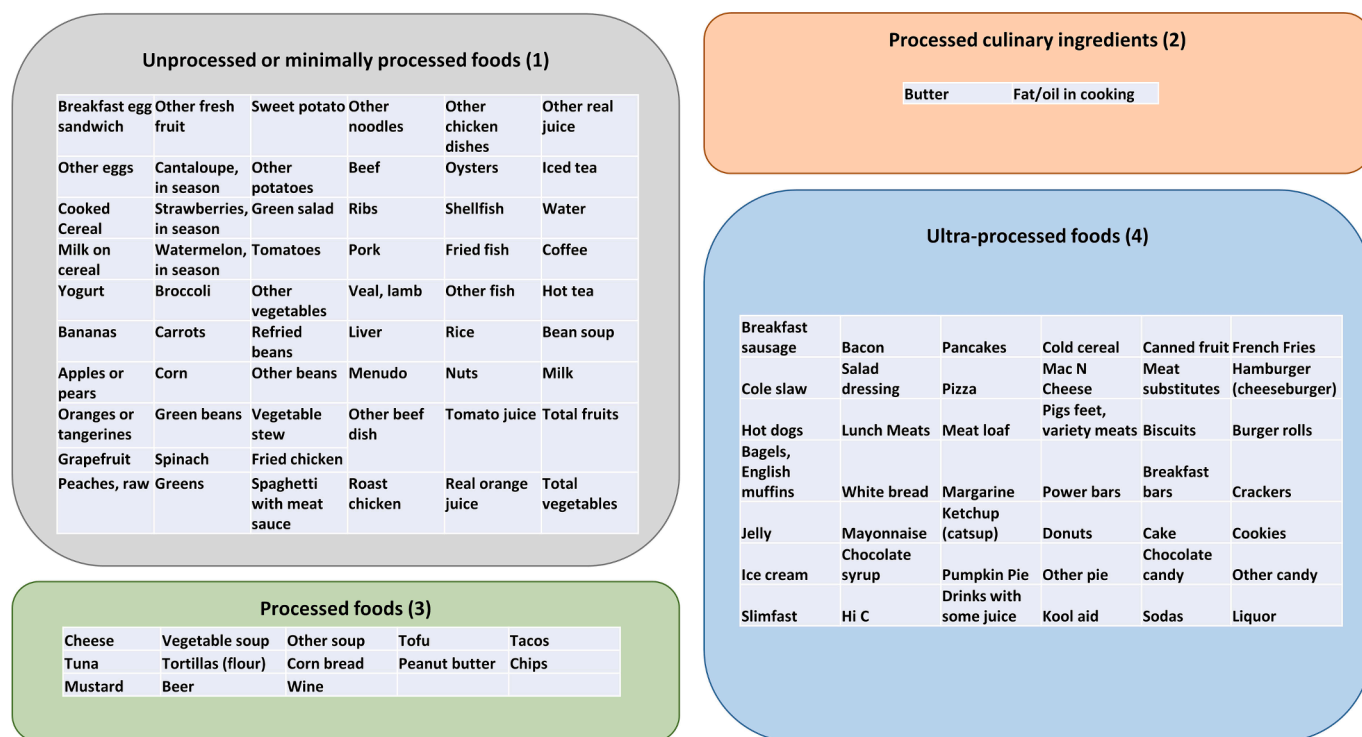 Unprocessed or minimally processed foods (1)
Breakfast egg sandwich Other fresh fruit Sweet potato Other noodles Other chicken dishes Other real juice
Other eggs Cantaloupe, in season Other potatoes Beef Oysters Iced tea
Cooked Cereal Strawberries, in season Green salad Ribs Shellfish Water
Milk on cereal Watermelon, in season Tomatoes Pork Fried fish Coffee
Yogurt Broccoli Other vegetables Veal, lamb Other fish Hot tea
Bananas Carrots Refried beans Liver Rice Bean soup
Apples or pears Corn Other beans Menudo Nuts Milk
Oranges or tangerines Green beans Vegetable stew Other beef dish Tomato juice Total fruits
Grapefruit Spinach Fried chicken
Peaches, raw Greens Spaghetti with meat sauce Roast chicken Real orange juice Total vegetables
Processed culinary ingredients (2)
Butter Fat/oil in cooking
Processed foods (3)
Cheese Vegetable soup Other soup Tofu Tacos
Tuna Tortillas (flour) Corn bread Peanut butter Chips
Mustard Beer Wine
Ultra-processed foods (4)
Breakfast sausage Bacon Pancakes Cold cereal Canned fruit French Fries
Cole slaw Salad dressing Pizza Mac N Cheese Meat substitutes Hamburger (cheeseburger)
Hot dogs Lunch Meats Meat loaf Pigs feet, variety meats Biscuits Burger rolls
Bagels, English muffins White bread Margarine Power bars Breakfast bars Crackers
Jelly Mayonnaise Ketchup (catsup) Donuts Cake Cookies
Ice cream Chocolate syrup Pumpkin Pie Other pie Chocolate candy Other candy
Slimfast Hi C Drinks with some juice Kool aid Sodas Liquor